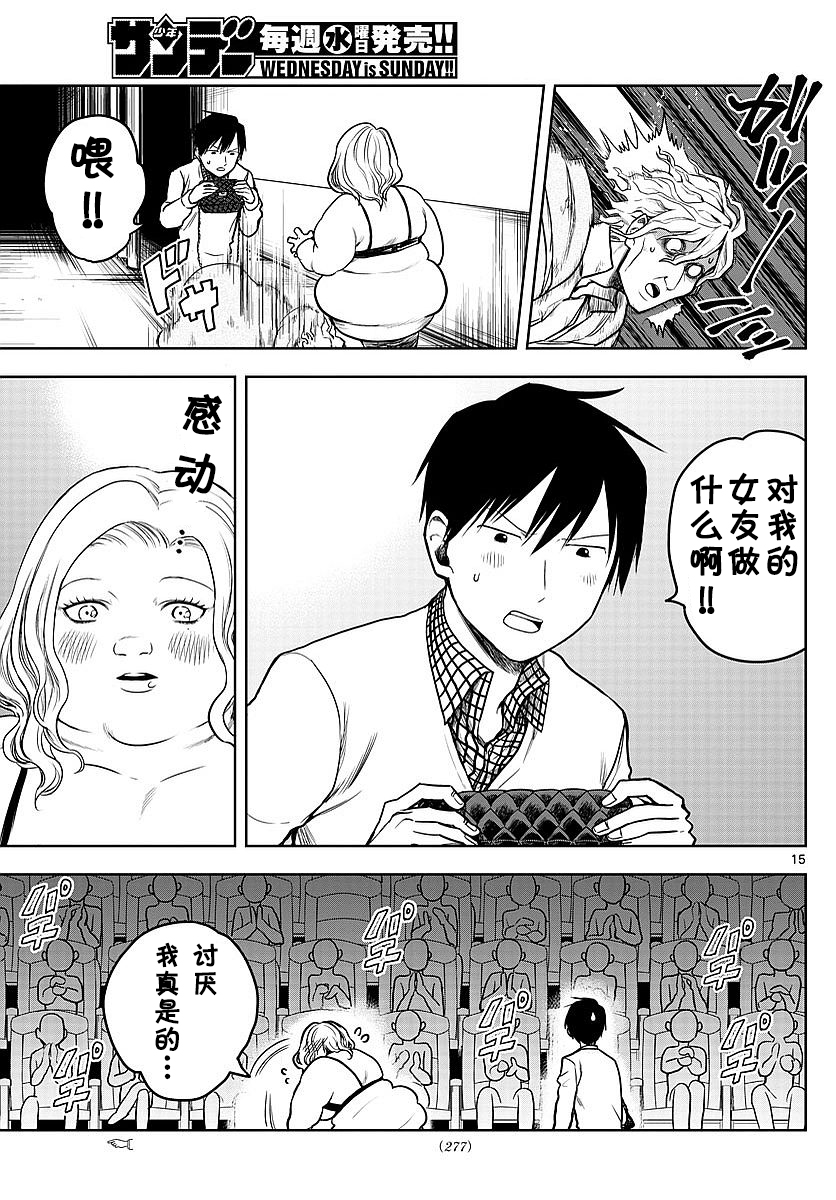 少年サンデー 毎週水曜日発売!!
WEDNESDAY is SUNDAY!!
ガッ
喂!!
ドサ
对我的
女友做
什么啊!!
感动
15
パチ
パチ
パチ
パチ
讨厌
我真是的…
(277)